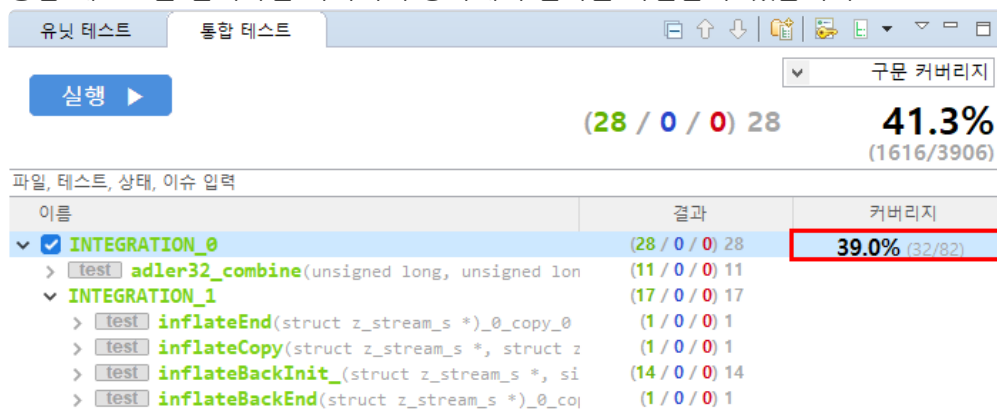 유닛 테스트 통합 테스트
구문 커버리지
실행
(28 / 0 / 0) 28 41.3%
(1616/3906)
파일, 테스트, 상태, 이슈 입력
이름 결과 커버리지
INTEGRATION_0 (28 / 0 / 0) 28 39.0% (32/82)
test adler32_combine(unsigned long, unsigned lon (11 / 0 / 0) 11
INTEGRATION_1 (17 / 0 / 0) 17
test inflateEnd(struct z_stream_s *)_0_copy_0 (1 / 0 / 0) 1
test inflateCopy(struct z_stream_s *, struct z (1 / 0 / 0) 1
test inflateBackInit_(struct z_stream_s *, si (14 / 0 / 0) 14
test inflateBackEnd(struct z_stream_s *)_0_co (1 / 0 / 0) 1